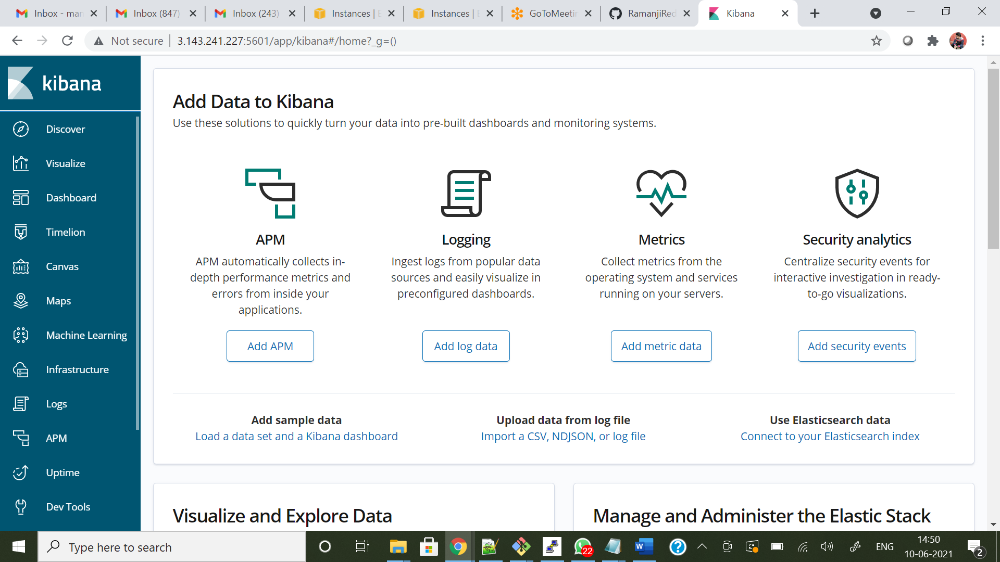 Inbox - man
Inbox (847)
Inbox (243)
Instances | E
Instances | E
GoToMeetin
RamanjiRed
Kibana
Not secure
3.143.241.227:5601/app/kibana#/home?_g=()
kibana
Discover
Visualize
Dashboard
Timelion
Canvas
Maps
Machine Learning
Infrastructure
Logs
APM
Uptime
Dev Tools
Add Data to Kibana
Use these solutions to quickly turn your data into pre-built dashboards and monitoring systems.
APM
APM automatically collects in-
depth performance metrics and
errors from inside your
applications.
Add APM
Logging
Ingest logs from popular data
sources and easily visualize in
preconfigured dashboards.
Add log data
Metrics
Collect metrics from the
operating system and services
running on your servers.
Add metric data
Security analytics
Centralize security events for
interactive investigation in ready-
to-go visualizations.
Add security events
Add sample data
Load a data set and a Kibana dashboard
Upload data from log file
Import a CSV, NDJSON, or log file
Use Elasticsearch data
Connect to your Elasticsearch index
Visualize and Explore Data
Manage and Administer the Elastic Stack
Type here to search
22
W
?
ENG
14:50
10-06-2021
2